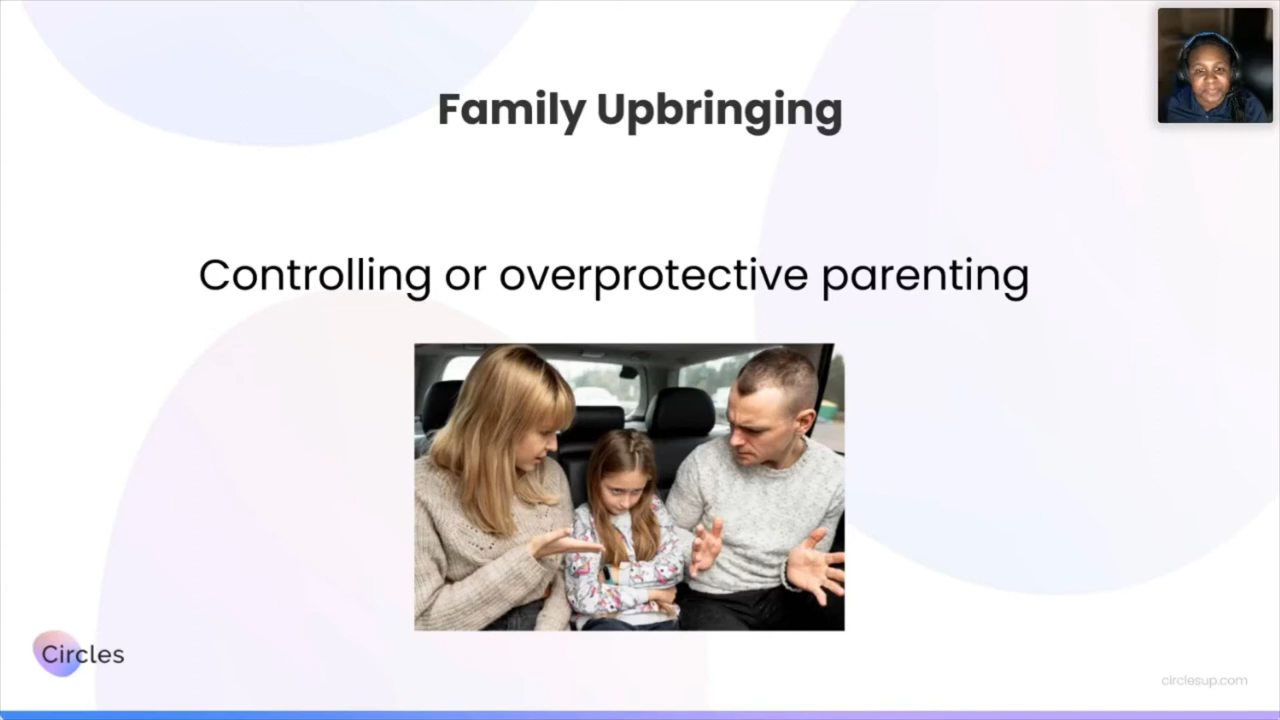 Family Upbringing
Controlling or overprotective parenting
Circles
circlesup.com